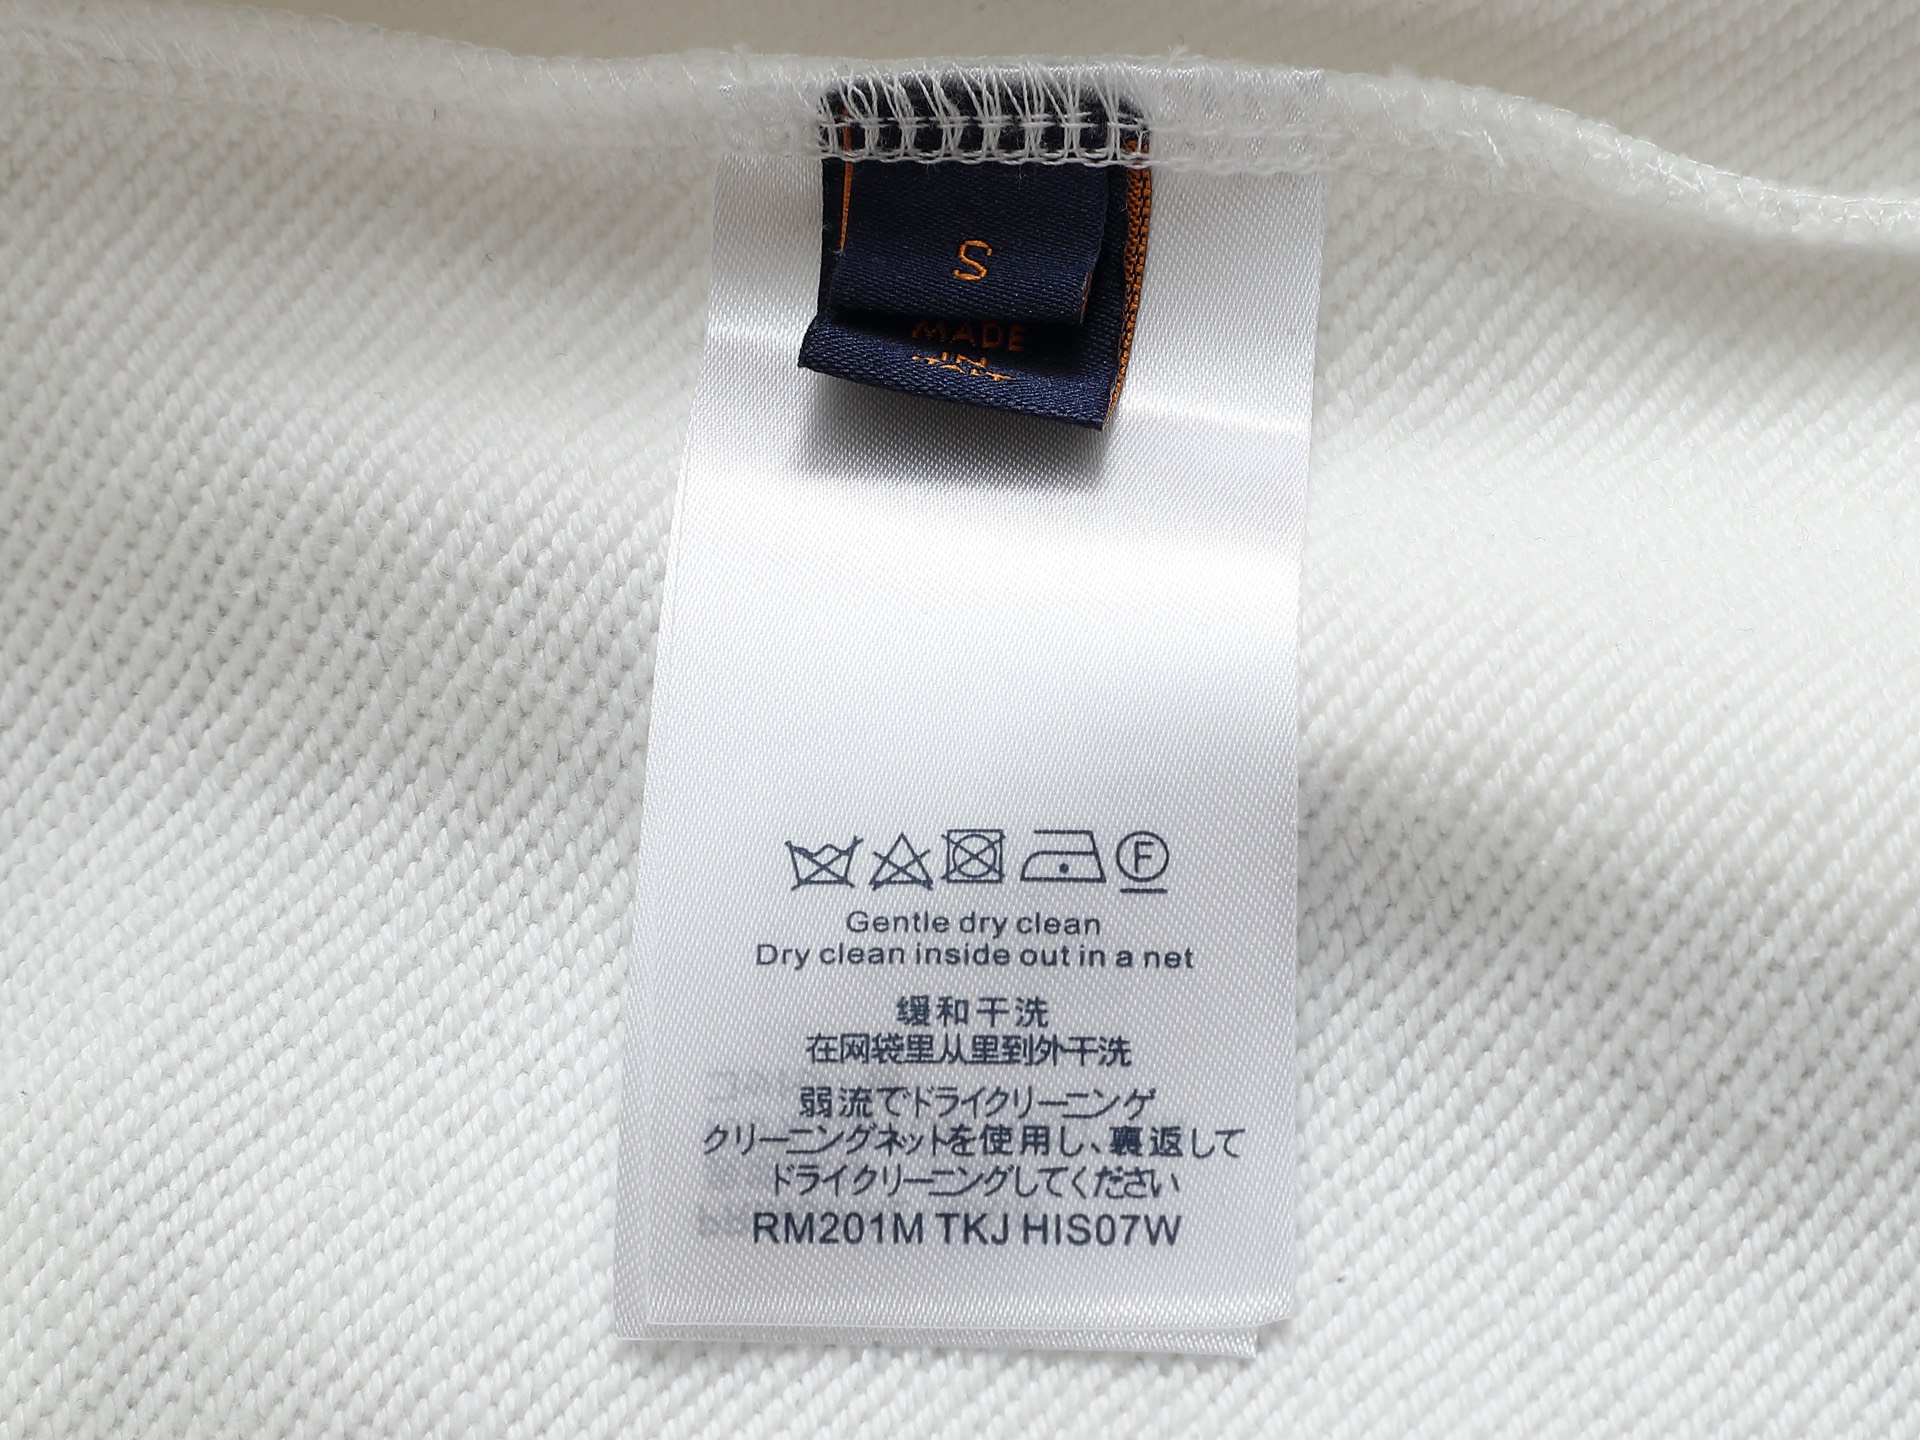 S
MADE
IN
F
Gentle dry clean
Dry clean inside out in a net
缓和干洗
在网袋里从里到外干洗
弱流でドライクリーニング
クリーニングネットを使用し、裏返して
ドライクリーニングしてください
RM201M TKJ HIS07W